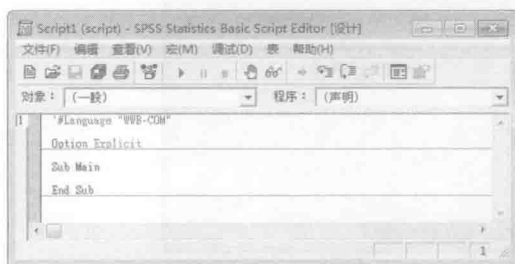 Script1 (script) - SPSS Statistics Basic Script Editor [设计]
文件(F) 编辑 查看(V) 宏(M) 调试(D) 表 帮助(H)
对象： (一般) 程序： (声明)
1 '#Language "WWB-COM"
Option Explicit
Sub Main
End Sub
1